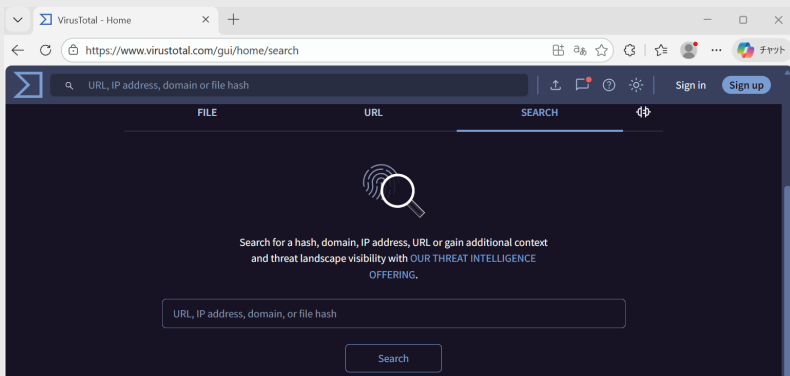 VirusTotal - Home
https://www.virustotal.com/gui/home/search
チャット
URL, IP address, domain or file hash
Sign in
Sign up
FILE
URL
SEARCH
Search for a hash, domain, IP address, URL or gain additional context
and threat landscape visibility with OUR THREAT INTELLIGENCE
OFFERING.
URL, IP address, domain, or file hash
Search